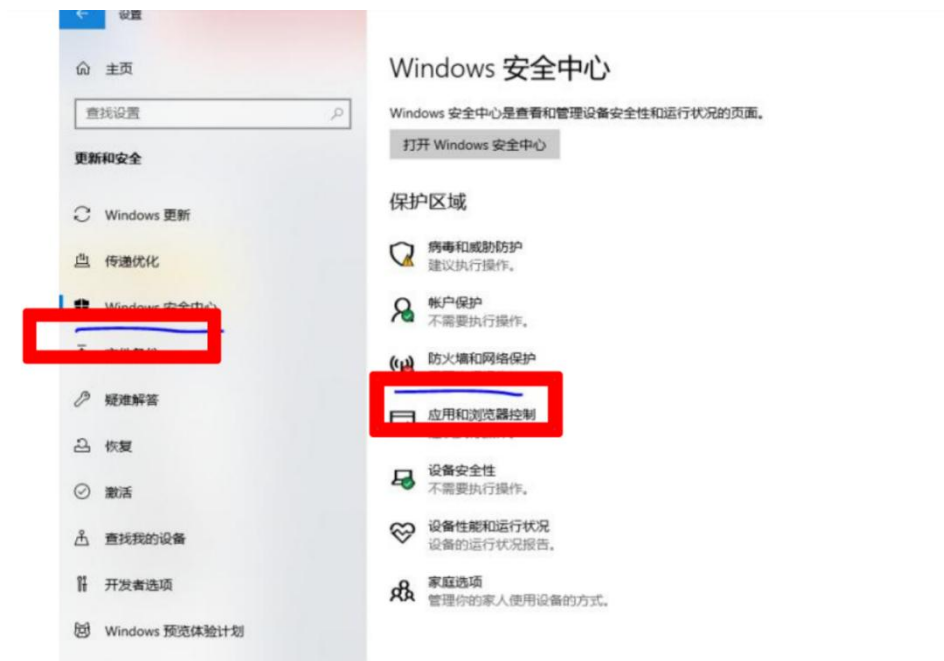 设置
主页
查找设置
更新和安全
Windows 更新
传递优化
Windows 安全中心
疑难解答
恢复
激活
查找我的设备
开发者选项
Windows 预览体验计划
Windows 安全中心
Windows 安全中心是查看和管理设备安全性和运行状况的页面。
打开 Windows 安全中心
保护区域
病毒和威胁防护
建议执行操作。
帐户保护
不需要执行操作。
防火墙和网络保护
应用和浏览器控制
设备安全性
不需要执行操作。
设备性能和运行状况
设备的运行状况报告。
家庭选项
管理你的家人使用设备的方式。